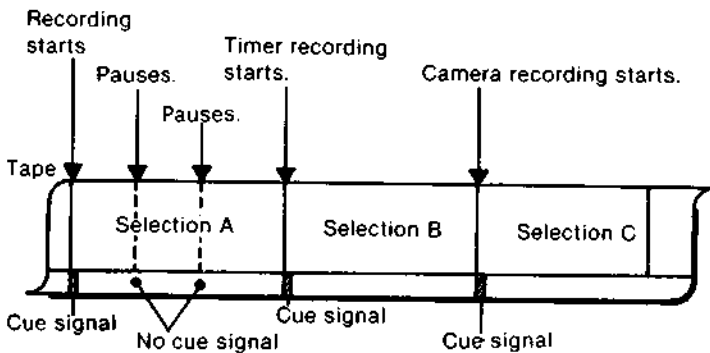 Recording
starts
Pauses.
Pauses.
Timer recording
starts.
Camera recording starts.
Tape
Selection A
Selection B
Selection C
Cue signal
No cue signal
Cue signal
Cue signal